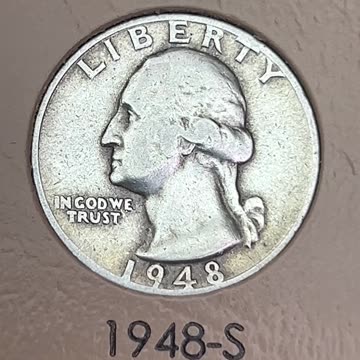 LIBERTY
IN GOD WE
TRUST
1948
1948-S